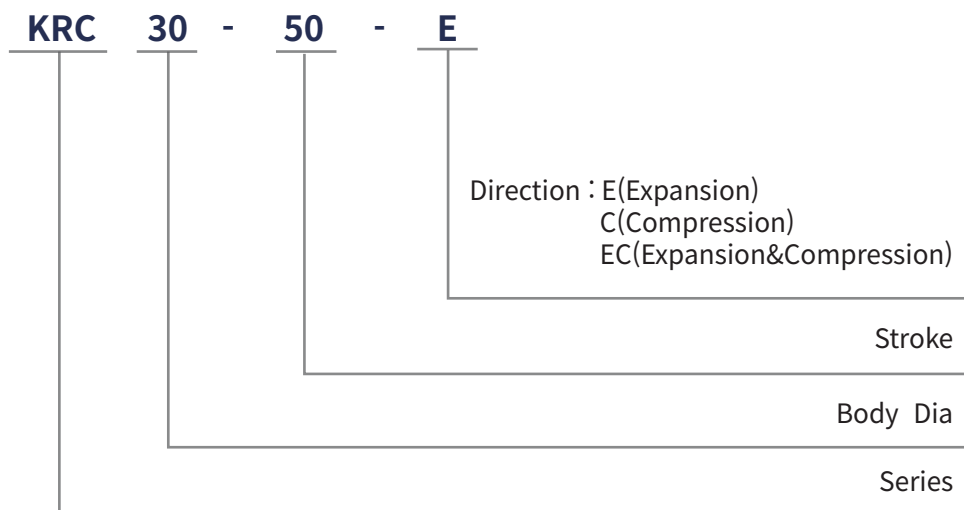 KRC 30 - 50 - E
Direction : E(Expansion)
C(Compression)
EC(Expansion&Compression)
Stroke
Body Dia
Series